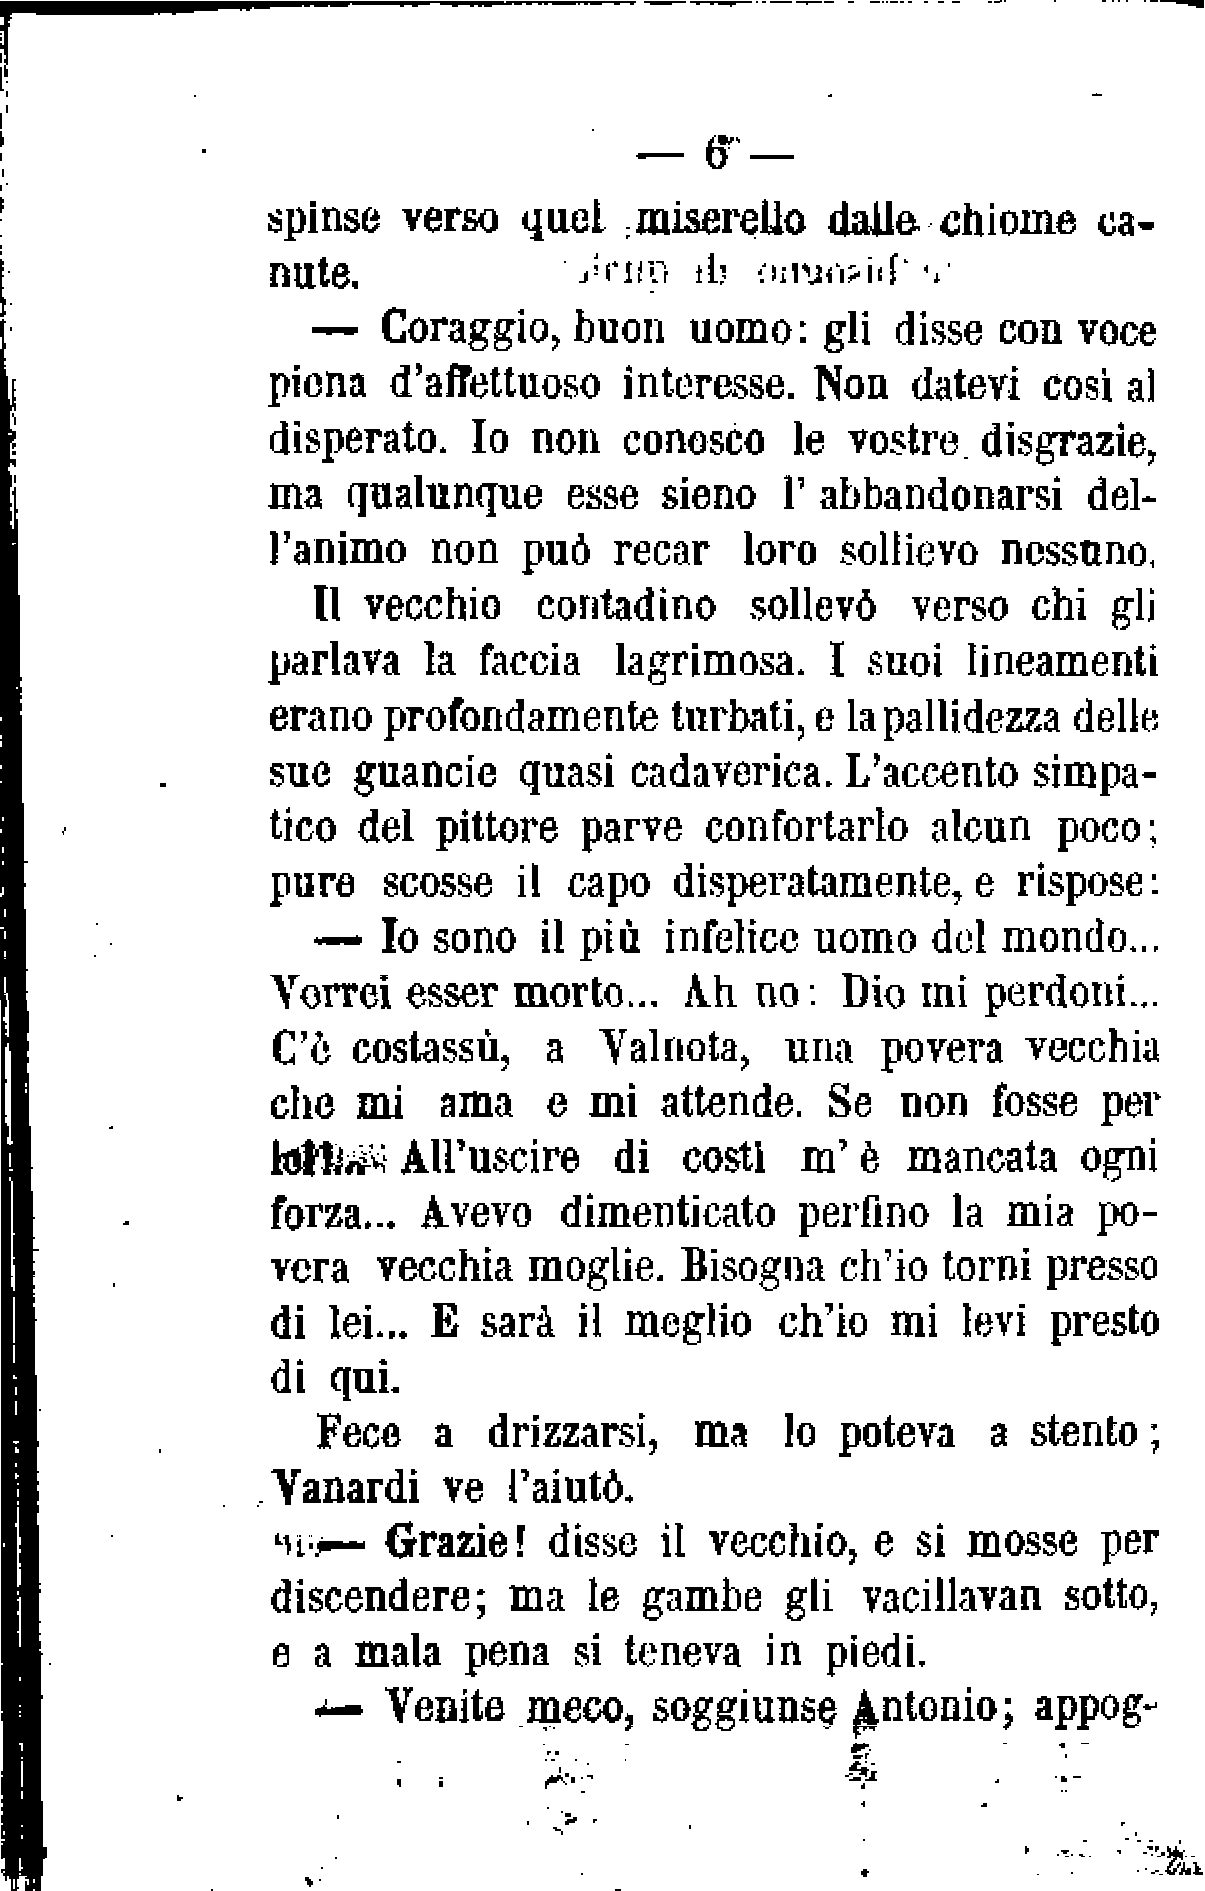 — 6 —
spinse verso quel miserello dalle chiome ca-
nute.
— Coraggio, buon uomo: gli disse con voce
piena d'affettuoso interesse. Non datevi così al
disperato. Io non conosco le vostre disgrazie,
ma qualunque esse sieno l' abbandonarsi del-
l'animo non può recar loro sollievo nessuno.
Il vecchio contadino sollevò verso chi gli
parlava la faccia lagrimosa. I suoi lineamenti
erano profondamente turbati, e la pallidezza delle
sue guancie quasi cadaverica. L'accento simpa-
tico del pittore parve confortarlo alcun poco;
pure scosse il capo disperatamente, e rispose:
— Io sono il più infelice uomo del mondo...
Vorrei esser morto... Ah no: Dio mi perdoni...
C'è costassù, a Valnota, una povera vecchia
che mi ama e mi attende. Se non fosse per
All'uscire di costì m' è mancata ogni
forza... Avevo dimenticato perfino la mia po-
vera vecchia moglie. Bisogna ch'io torni presso
di lei... E sarà il meglio ch'io mi levi presto
di qui.
Fece a drizzarsi, ma lo poteva a stento;
Vanardi ve l'aiutò.
— Grazie! disse il vecchio, e si mosse per
discendere; ma le gambe gli vacillavan sotto,
e a mala pena si teneva in piedi.
— Venite meco, soggiunse Antonio; appog-